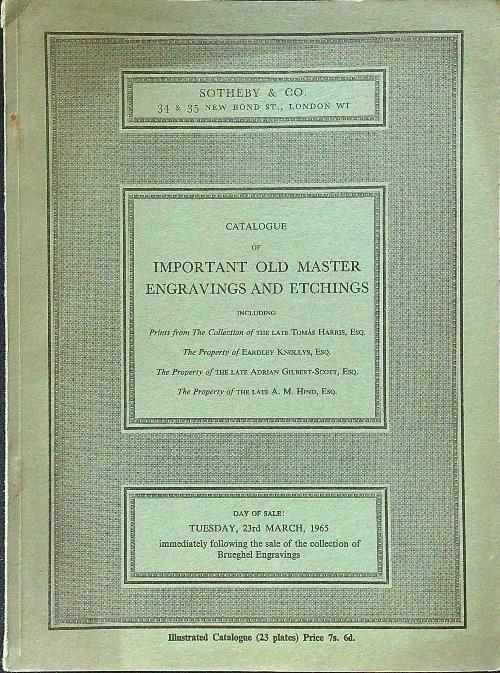 SOTHEBY & CO.
34 & 35 NEW BOND ST., LONDON W1
CATALOGUE
OF
IMPORTANT OLD MASTER
ENGRAVINGS AND ETCHINGS
INCLUDING
Prints from The Collection of THE LATE TOMÁS HARRIS, ESQ.
The Property of EARDLEY KNOLLYS, ESQ.
The Property of THE LATE ADRIAN GILBERT-SCOTT, ESQ.
The Property of THE LATE A. M. HIND, ESQ.
DAY OF SALE:
TUESDAY, 23rd MARCH, 1965
immediately following the sale of the collection of
Brueghel Engravings
Illustrated Catalogue (23 plates) Price 7s. 6d.